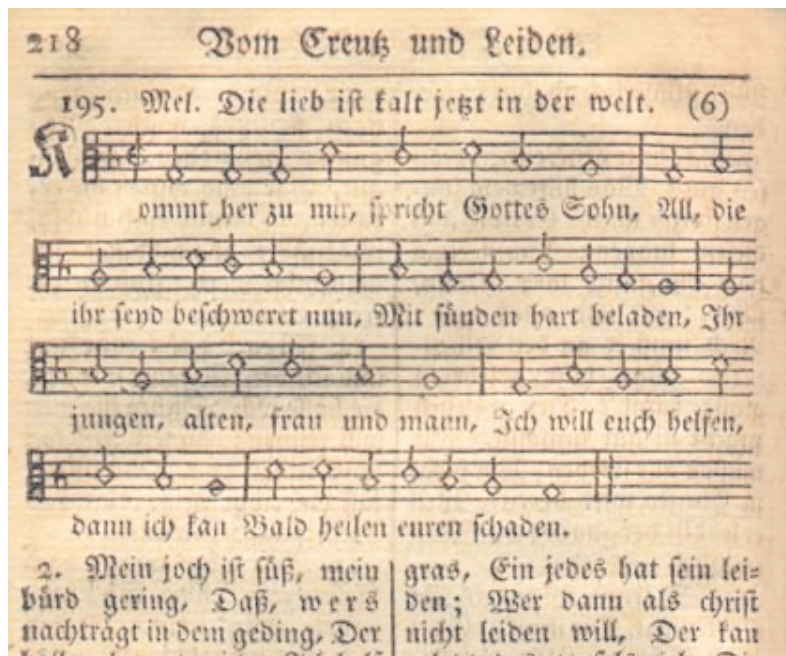 218 Vom Creutz und Leiden.
195. Mel. Die lieb ist kalt jetzt in der welt. (6)
K
ommt her zu mir, spricht Gottes Sohn, All, die
ihr seyd beschweret nun, Mit sünden hart beladen, Ihr
jungen, alten, frau und mann, Ich will euch helfen,
dann ich kan Bald heilen euren schaden.
2. Mein joch ist süß, mein
bürd gering, Daß, wers
nachträgt in dem geding, Der
gras, Ein jedes hat sein lei-
den; Wer dann als christ
nicht leiden will, Der kan